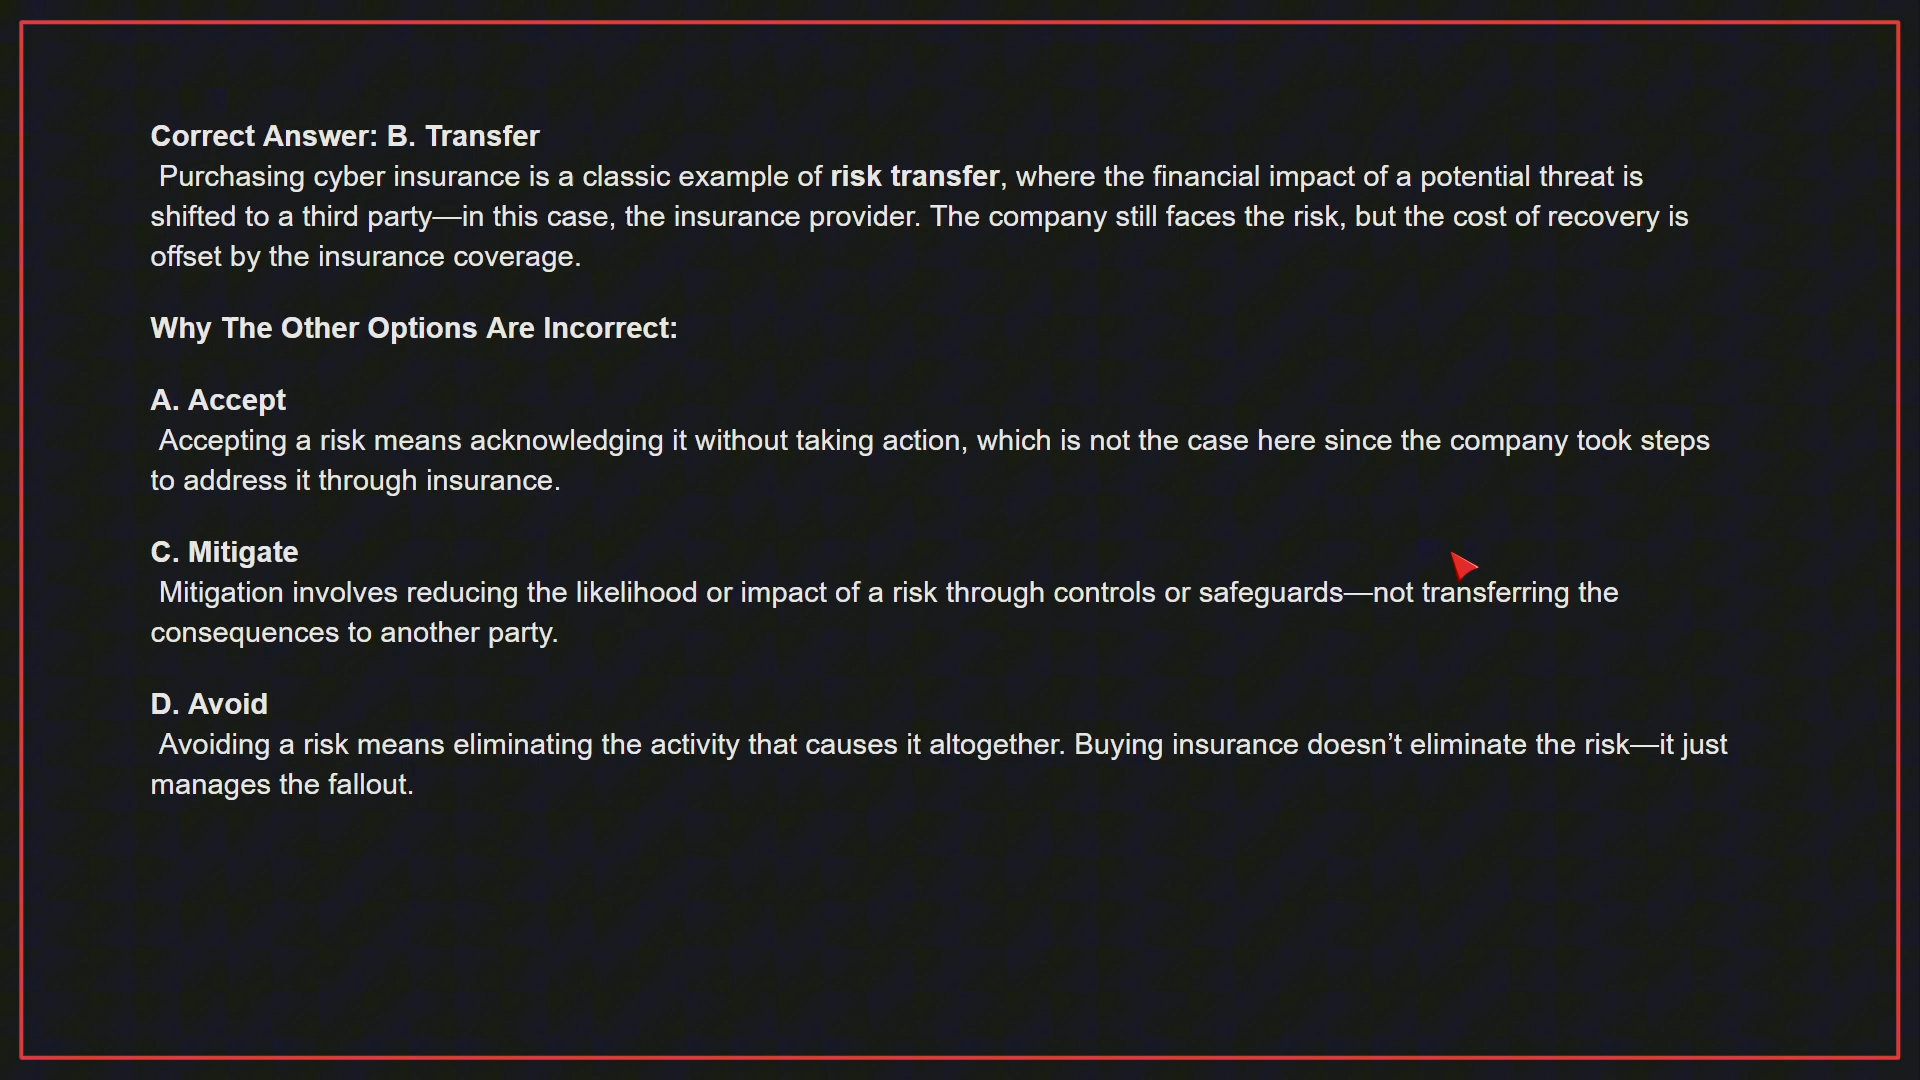 Correct Answer: B. Transfer
Purchasing cyber insurance is a classic example of risk transfer, where the financial impact of a potential threat is
shifted to a third party—in this case, the insurance provider. The company still faces the risk, but the cost of recovery is
offset by the insurance coverage.
Why The Other Options Are Incorrect:
A. Accept
Accepting a risk means acknowledging it without taking action, which is not the case here since the company took steps
to address it through insurance.
C. Mitigate
Mitigation involves reducing the likelihood or impact of a risk through controls or safeguards—not transferring the
consequences to another party.
D. Avoid
Avoiding a risk means eliminating the activity that causes it altogether. Buying insurance doesn’t eliminate the risk—it just
manages the fallout.